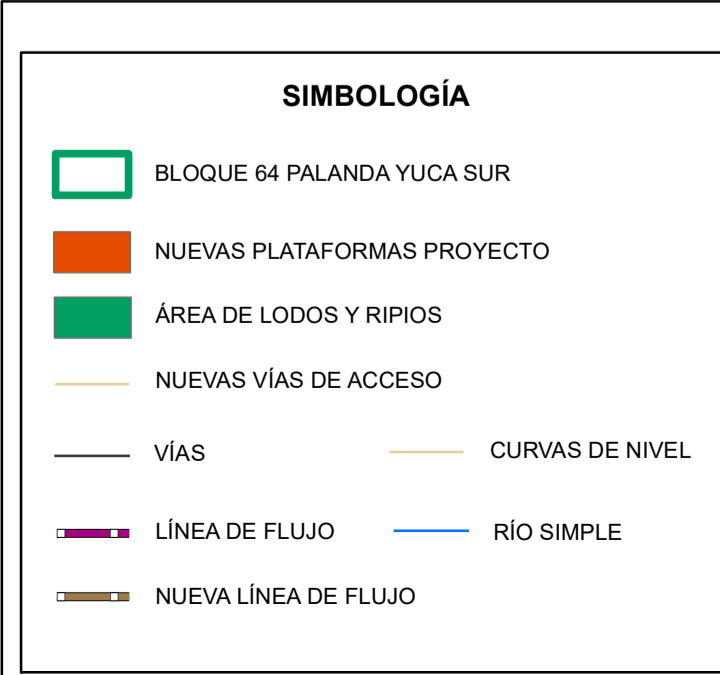 SIMBOLOGÍA
BLOQUE 64 PALANDA YUCA SUR
NUEVAS PLATAFORMAS PROYECTO
ÁREA DE LODOS Y RIPIOS
NUEVAS VÍAS DE ACCESO
VÍAS
CURVAS DE NIVEL
LÍNEA DE FLUJO
RÍO SIMPLE
NUEVA LÍNEA DE FLUJO